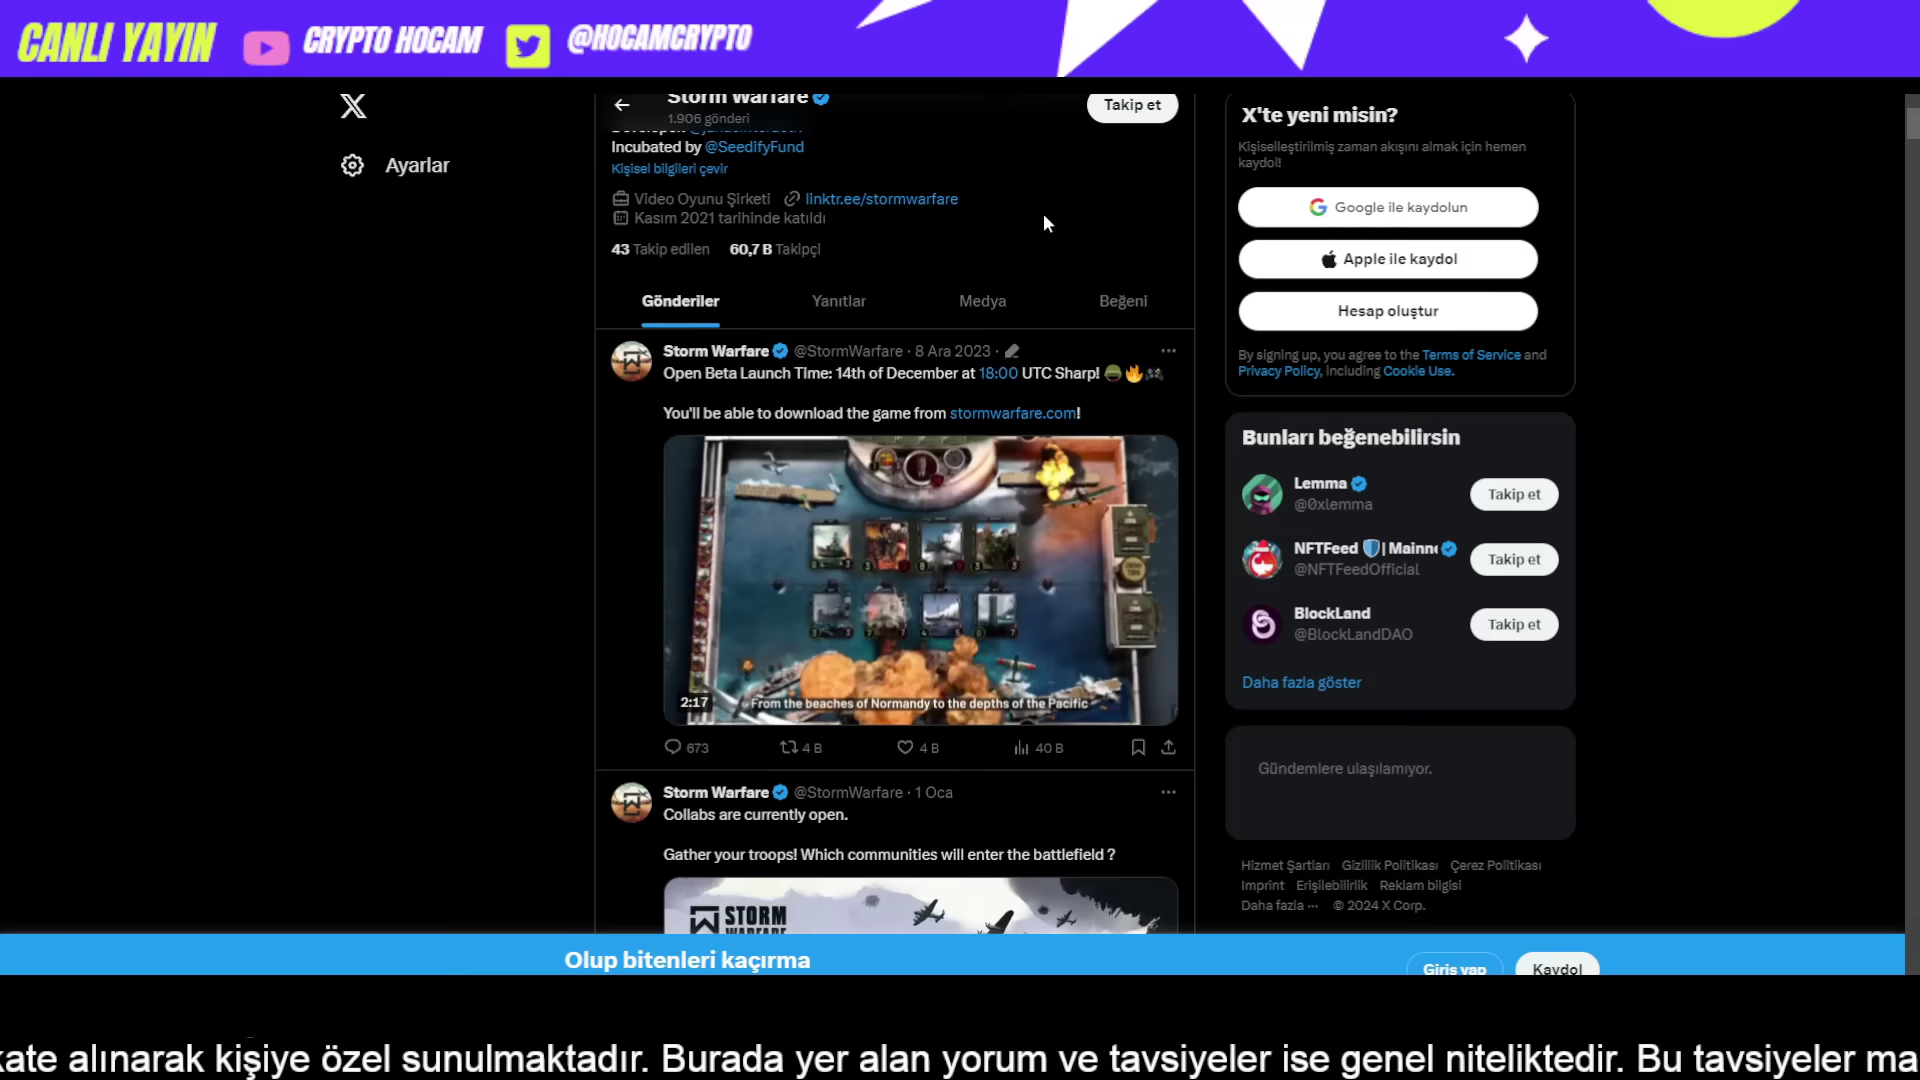 CANLI YAYIN
CRYPTO HOCAM
@HOCAMCRYPTO
Ayarlar
Storm Warfare
1.906 gönderi
Takip et
Incubated by @SeedifyFund
Kişisel bilgileri çevir
Video Oyunu Şirketi linktr.ee/stormwarfare
Kasım 2021 tarihinde katıldı
43 Takip edilen 60,7 B Takipçi
Gönderiler Yanıtlar Medya Beğeni
Storm Warfare @StormWarfare · 8 Ara 2023 ·
Open Beta Launch Time: 14th of December at 18:00 UTC Sharp!
You'll be able to download the game from stormwarfare.com!
From the beaches of Normandy to the depths of the Pacific
2:17
673 4 B 4 B 40 B
Storm Warfare @StormWarfare · 1 Oca
Collabs are currently open.
Gather your troops! Which communities will enter the battlefield ?
STORM
WARFARE
X'te yeni misin?
Kişiselleştirilmiş zaman akışını almak için hemen
kaydol!
Google ile kaydolun
Apple ile kaydol
Hesap oluştur
By signing up, you agree to the Terms of Service and
Privacy Policy, including Cookie Use.
Bunları beğenebilirsin
Lemma
@0xlemma
Takip et
NFTFeed | Mainn
@NFTFeedOfficial
Takip et
BlockLand
@BlockLandDAO
Takip et
Daha fazla göster
Gündemlere ulaşılamıyor.
Hizmet Şartları Gizlilik Politikası Çerez Politikası
Imprint Erişilebilirlik Reklam bilgisi
Daha fazla ··· © 2024 X Corp.
Olup bitenleri kaçırma
Giriş yap
Kaydol
kate alınarak kişiye özel sunulmaktadır. Burada yer alan yorum ve tavsiyeler ise genel niteliktedir. Bu tavsiyeler ma